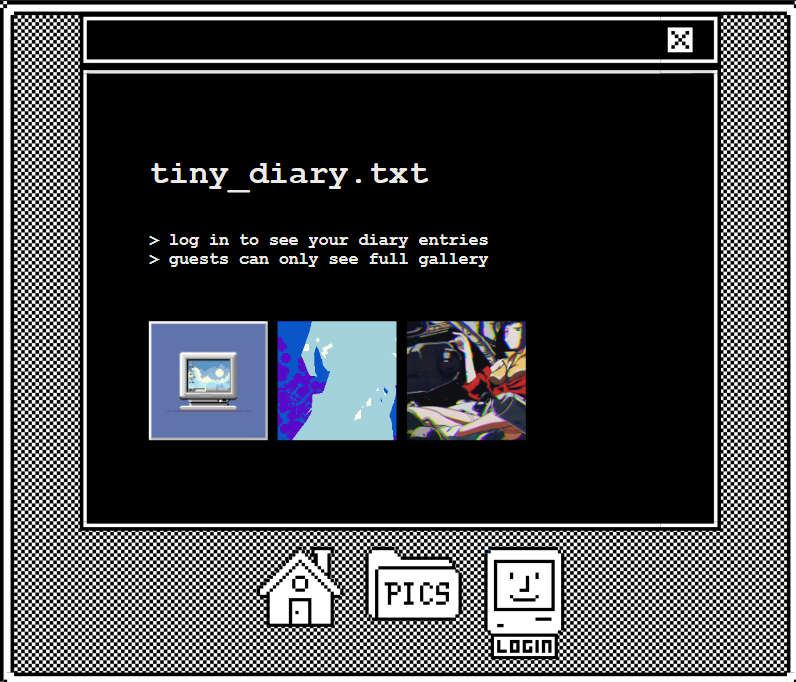 tiny_diary.txt
> log in to see your diary entries
> guests can only see full gallery
PICS
LOGIN